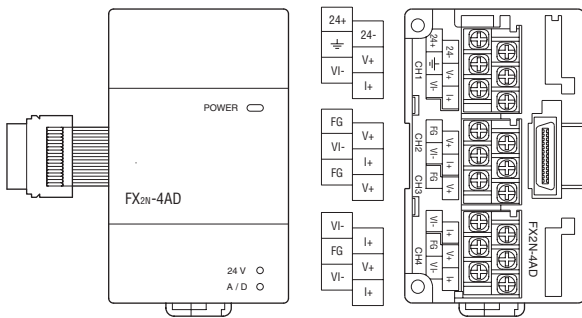 POWER
FX2N-4AD
24 V
A / D
24+
24-
⏚
V+
VI-
I+
FG
V+
VI-
I+
FG
V+
VI-
I+
FG
V+
VI-
I+
CH1
24+
24-
⏚
V+
VI-
I+
CH2
FG
V+
VI-
I+
CH3
FG
V+
VI-
I+
CH4
FG
V+
VI-
I+
FX2N-4AD